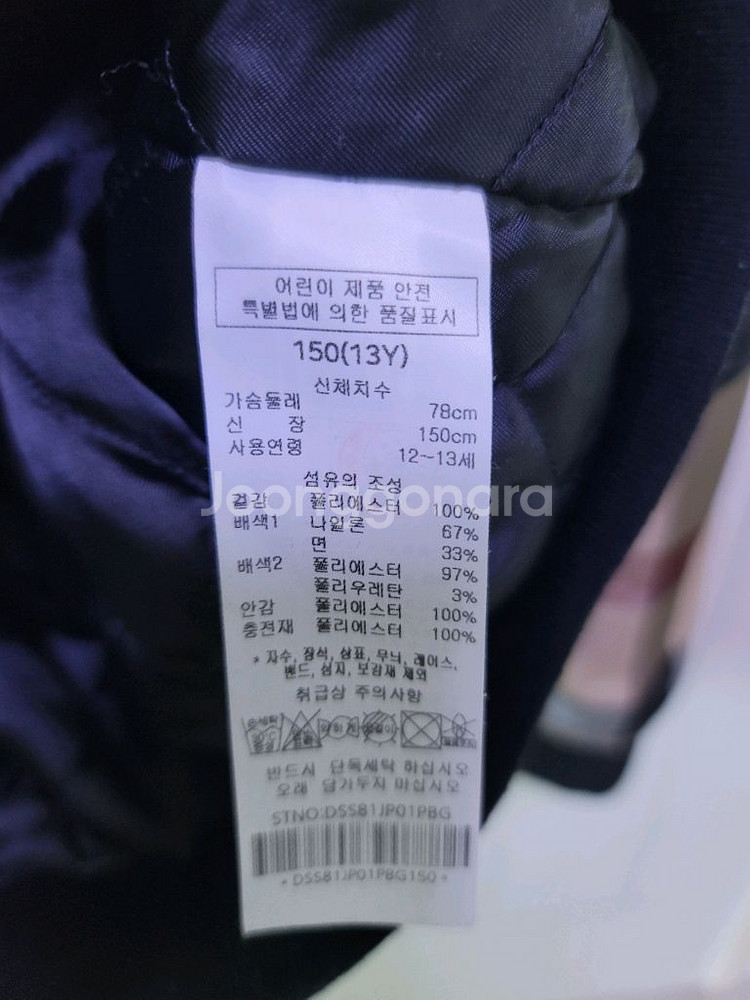 어린이 제품 안전
특별법에 의한 품질표시
150(13Y)
신체치수
가슴둘레 78cm
신 장 150cm
사용연령 12~13세
섬유의 조성
Joongonara
겉감 폴리에스터 100%
배색1 나일론 67%
면 33%
배색2 폴리에스터 97%
폴리우레탄 3%
안감 폴리에스터 100%
충전재 폴리에스터 100%
* 자수, 장식, 상표, 무늬, 레이스,
밴드, 심지, 보강재 제외
취급상 주의사항
반드시 단독세탁 하십시오
오래 담가두지 마십시오
STNO:DSS81JP01PBG
* DSS81JP01PBG150 *